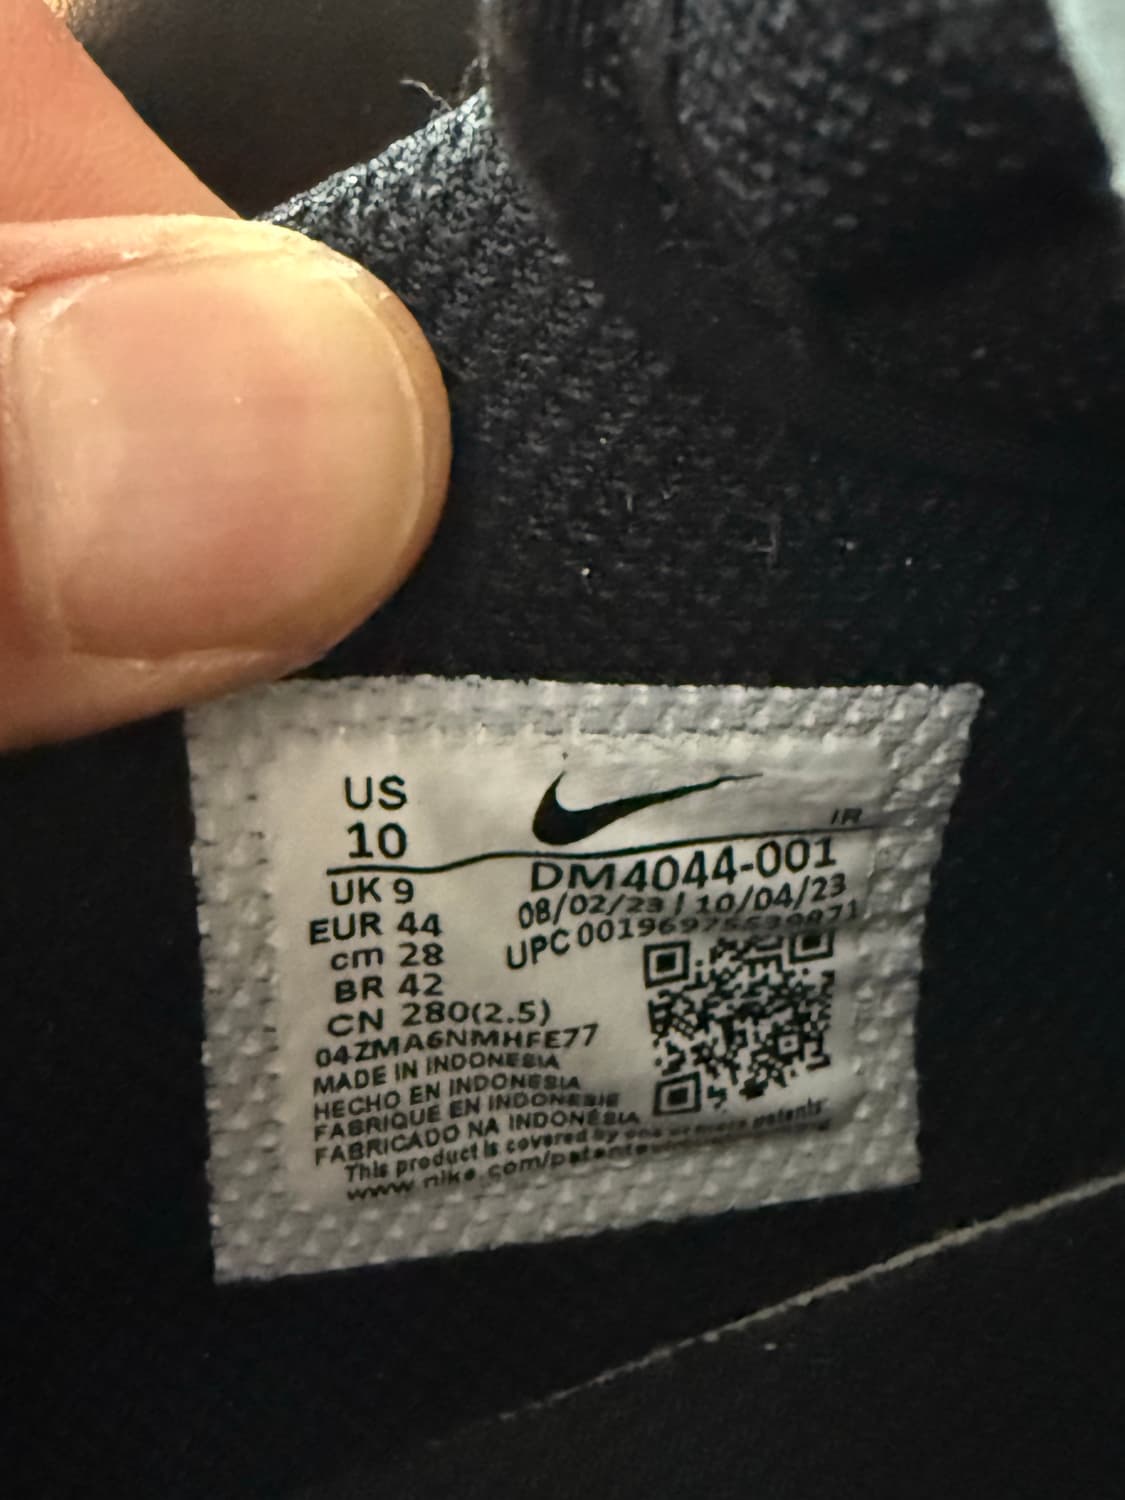 US
10
IR
UK 9
EUR 44
cm 28
BR 42
CN 280(2.5)
DM4044-001
08/02/23 | 10/04/23
UPC
04ZMA6NMHFE77
MADE IN INDONESIA
HECHO EN INDONESIA
FABRIQUE EN INDONESIE
FABRICADO NA INDONÉSIA
This product is covered by one or more patents
www.nike.com/patents